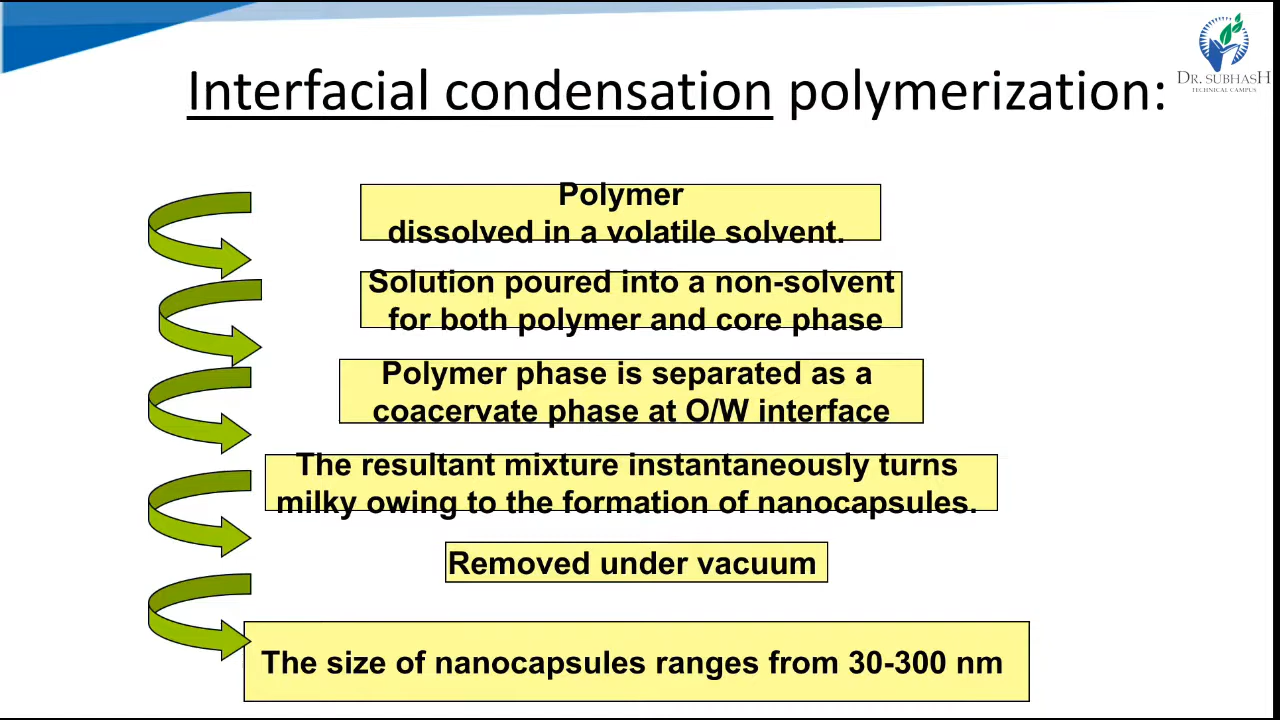 DR. SUBHASH
TECHNICAL CAMPUS
Interfacial condensation polymerization:
Polymer
dissolved in a volatile solvent.
Solution poured into a non-solvent
for both polymer and core phase
Polymer phase is separated as a
coacervate phase at O/W interface
The resultant mixture instantaneously turns
milky owing to the formation of nanocapsules.
Removed under vacuum
The size of nanocapsules ranges from 30-300 nm